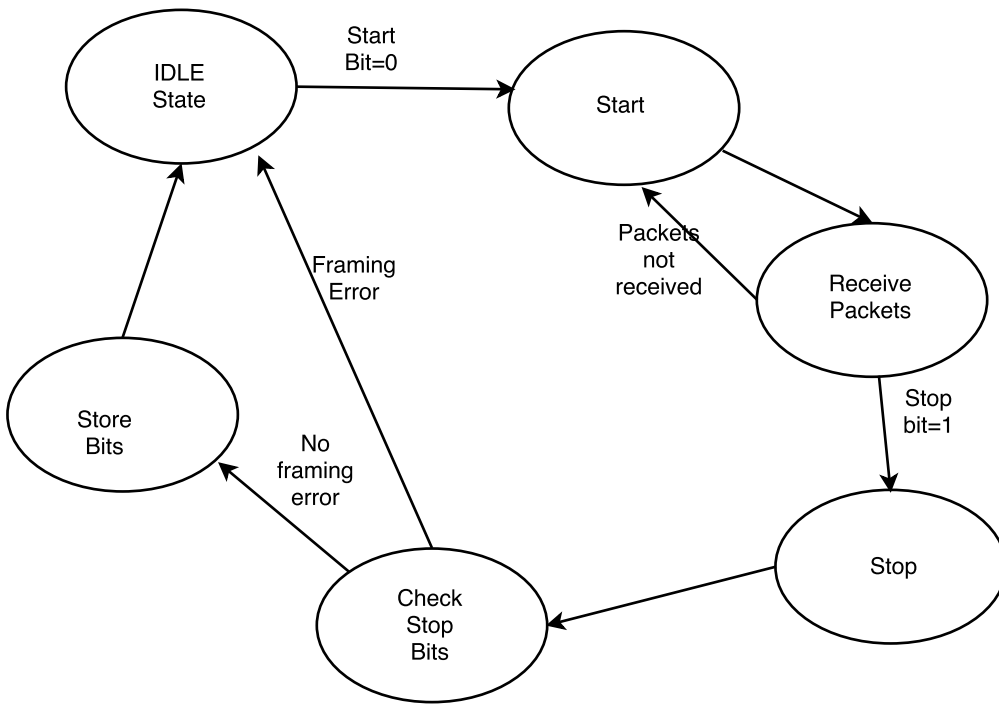 IDLE
State
Start
Bit=0
Start
Packets
not
received
Receive
Packets
Framing
Error
Stop
bit=1
Store
Bits
No
framing
error
Stop
Check
Stop
Bits